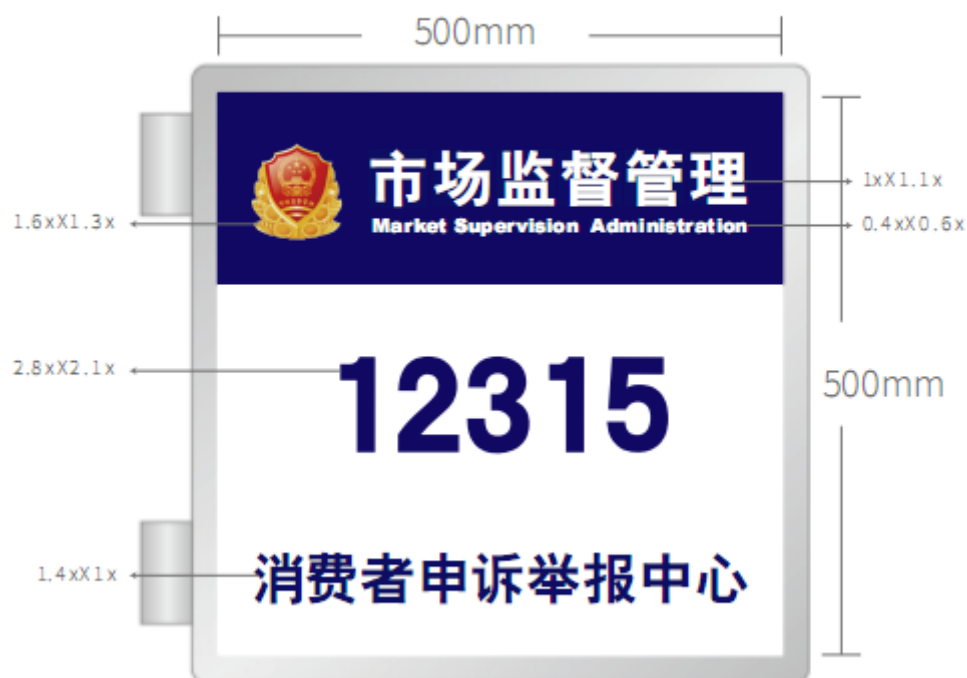 500mm
市场监督管理
1xX1.1x
Market Supervision Administration
0.4xX0.6x
1.6xX1.3x
2.8xX2.1x
12315
500mm
1.4xX1x
消费者申诉举报中心